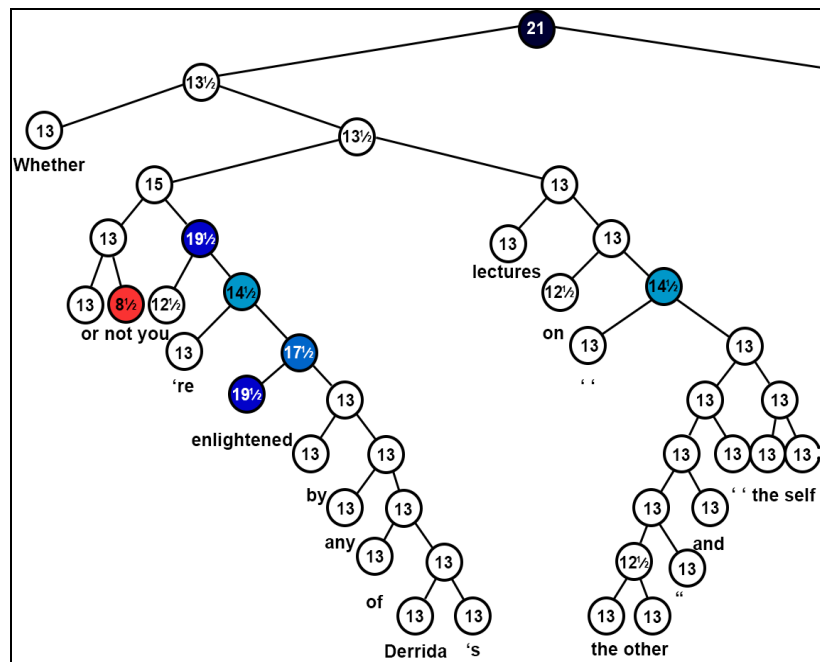 21
13½
13 13½
Whether
15 13
13 19½ 13 13
lectures
13 8½ 12½ 14½ 12½ 14½
or not you on
13 17½ 13 13
‘re ‘ ‘
19½ 13 13 13
enlightened
13 13 13 13 13 13
‘ ‘ the self
by
13 13 13 13
any and
13 13 12½ 13
of “
13 13 13 13
Derrida ‘s the other